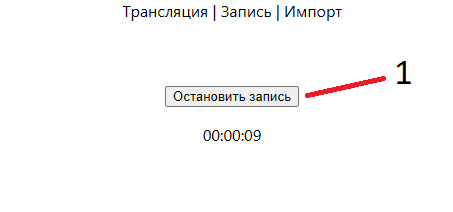 Трансляция | Запись | Импорт
1
Остановить запись
00:00:09